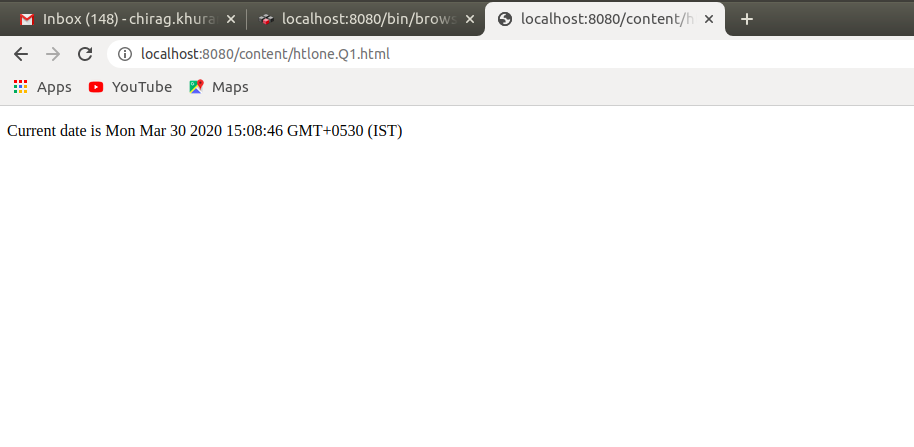 Inbox (148) - chirag.khura
localhost:8080/bin/brows
localhost:8080/content/h
localhost:8080/content/htlone.Q1.html
Apps
YouTube
Maps
Current date is Mon Mar 30 2020 15:08:46 GMT+0530 (IST)